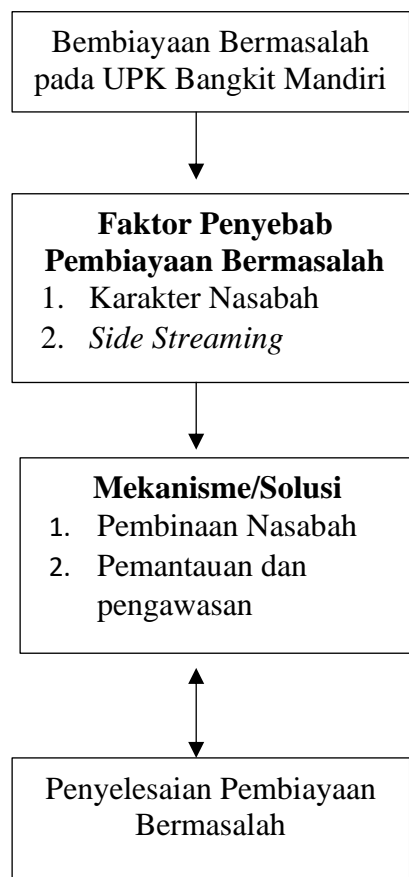 Bembiayaan Bermasalah
pada UPK Bangkit Mandiri
Faktor Penyebab
Pembiayaan Bermasalah
1. Karakter Nasabah
2. Side Streaming
Mekanisme/Solusi
1. Pembinaan Nasabah
2. Pemantauan dan
pengawasan
Penyelesaian Pembiayaan
Bermasalah